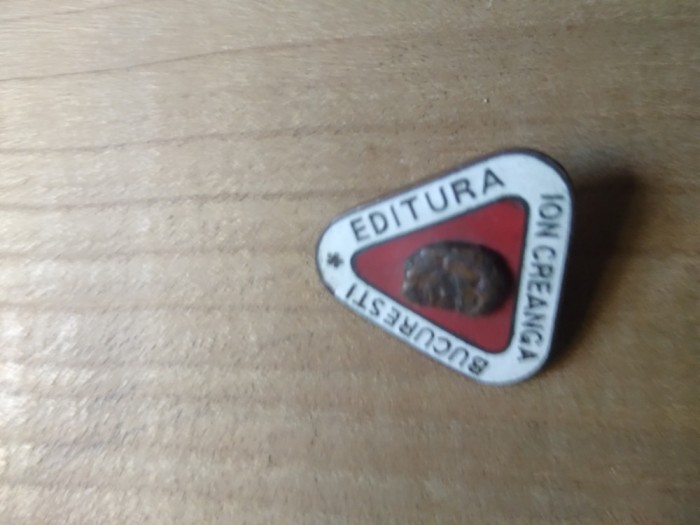 EDITURA
ION CREANGA
BUCURESTI
*